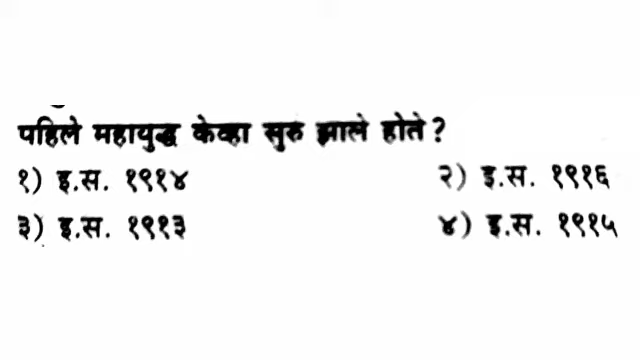 पहिले महायुद्ध केव्हा सुरु झाले होते?
१) इ.स. १९१४ २) इ.स. १९१६
३) इ.स. १९१३ ४) इ.स. १९१५